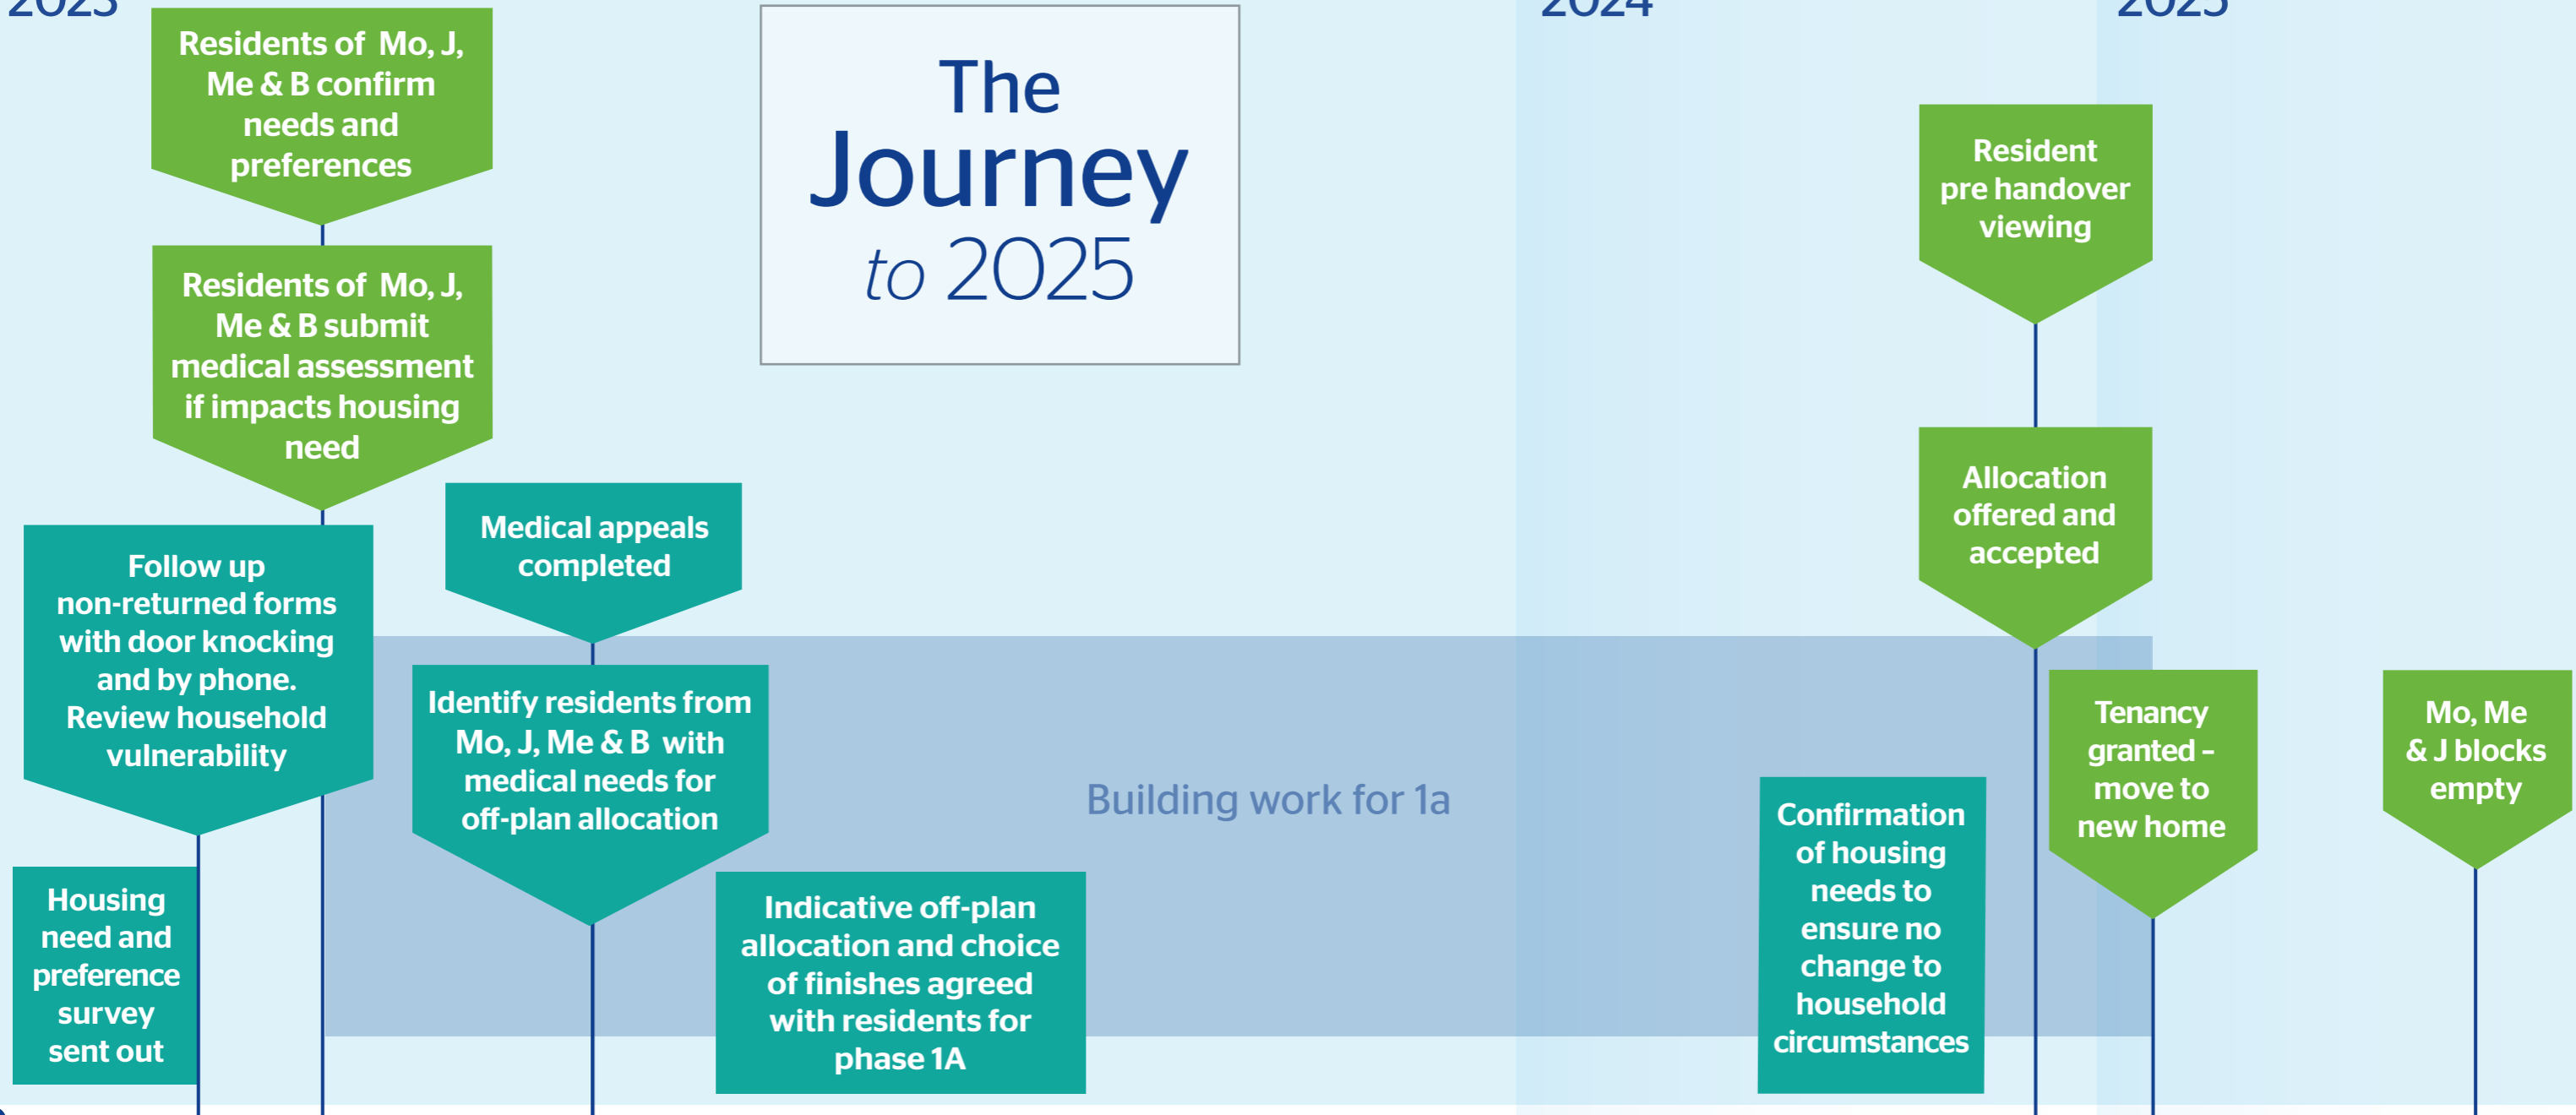 2023
2024
2025
The
Journey
to 2025
Residents of Mo, J,
Me & B confirm
needs and
preferences
Residents of Mo, J,
Me & B submit
medical assessment
if impacts housing
need
Follow up
non-returned forms
with door knocking
and by phone.
Review household
vulnerability
Housing
need and
preference
survey
sent out
Medical appeals
completed
Identify residents from
Mo, J, Me & B with
medical needs for
off-plan allocation
Indicative off-plan
allocation and choice
of finishes agreed
with residents for
phase 1A
Building work for 1a
Resident
pre handover
viewing
Allocation
offered and
accepted
Confirmation
of housing
needs to
ensure no
change to
household
circumstances
Tenancy
granted –
move to
new home
Mo, Me
& J blocks
empty